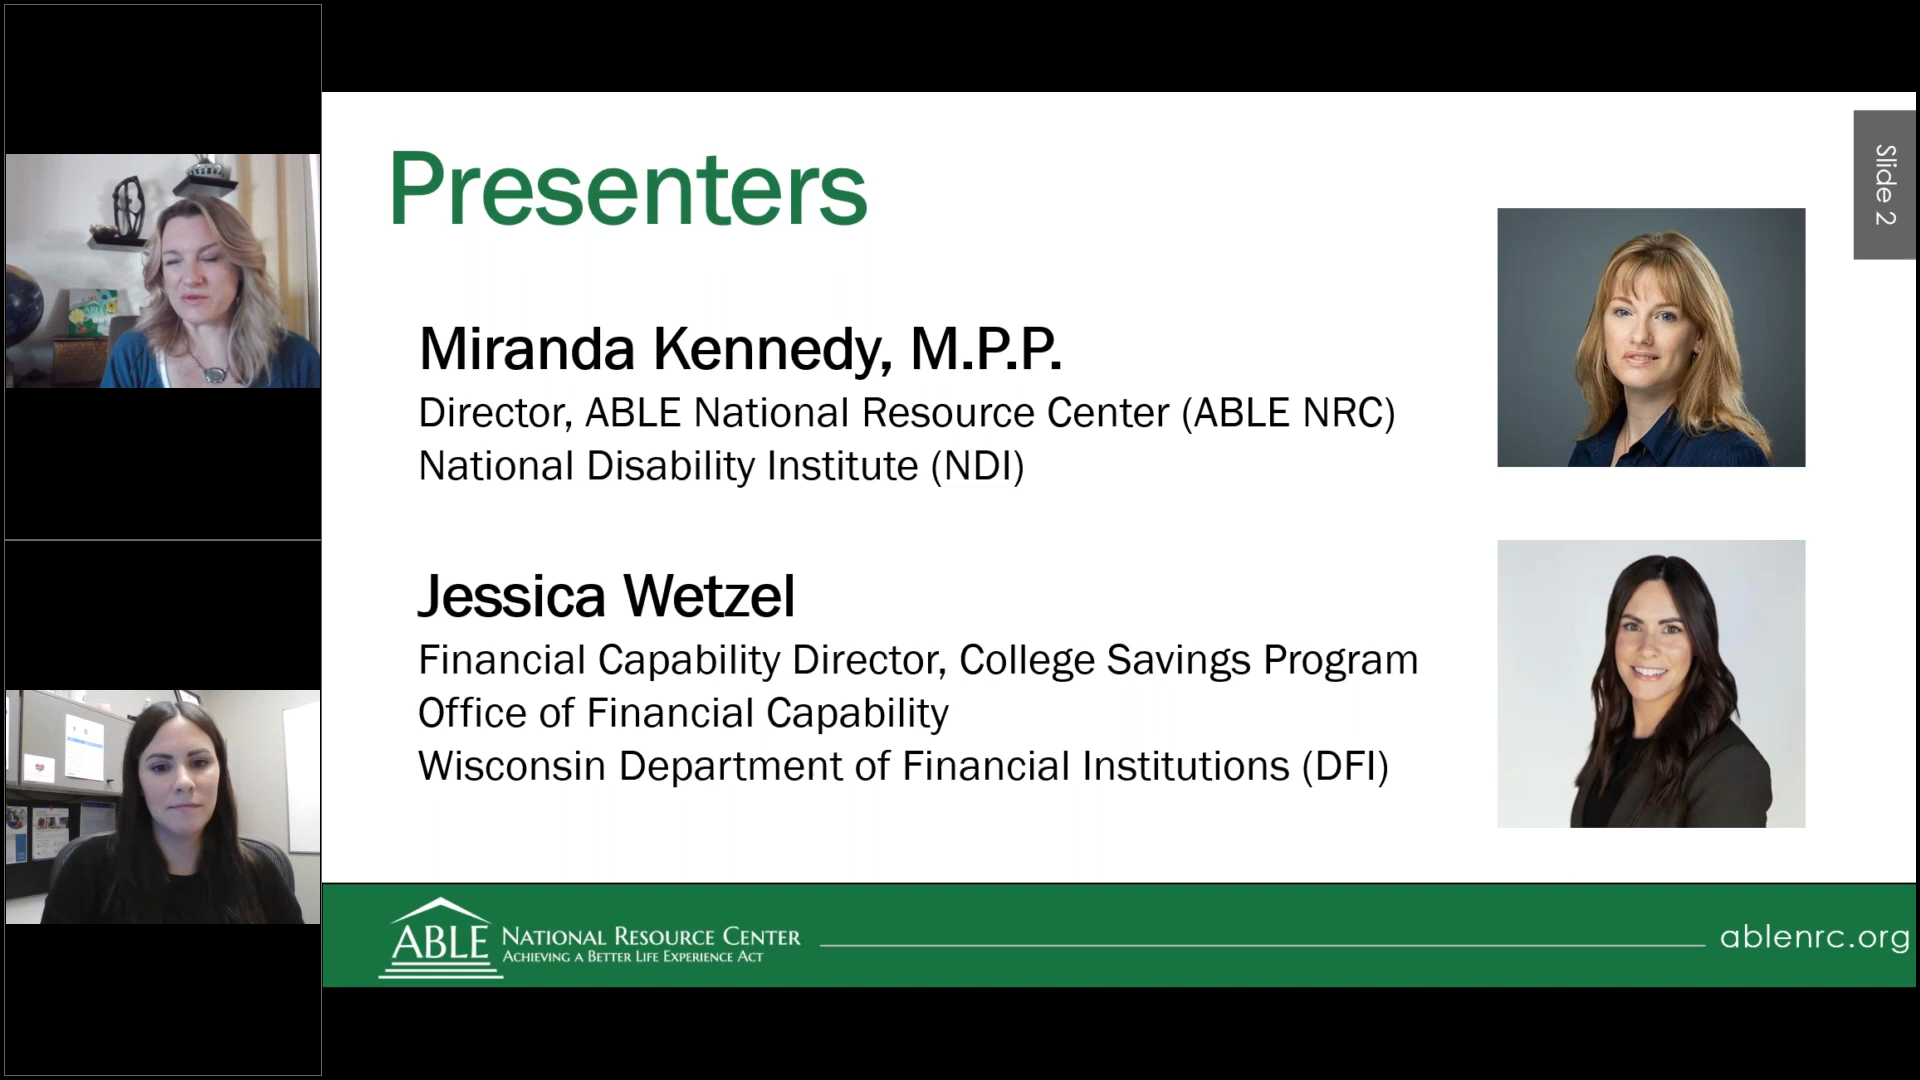 Presenters
Slide 2
Miranda Kennedy, M.P.P.
Director, ABLE National Resource Center (ABLE NRC)
National Disability Institute (NDI)
Jessica Wetzel
Financial Capability Director, College Savings Program
Office of Financial Capability
Wisconsin Department of Financial Institutions (DFI)
ABLE NATIONAL RESOURCE CENTER
ACHIEVING A BETTER LIFE EXPERIENCE ACT
ablenrc.org
ABLE